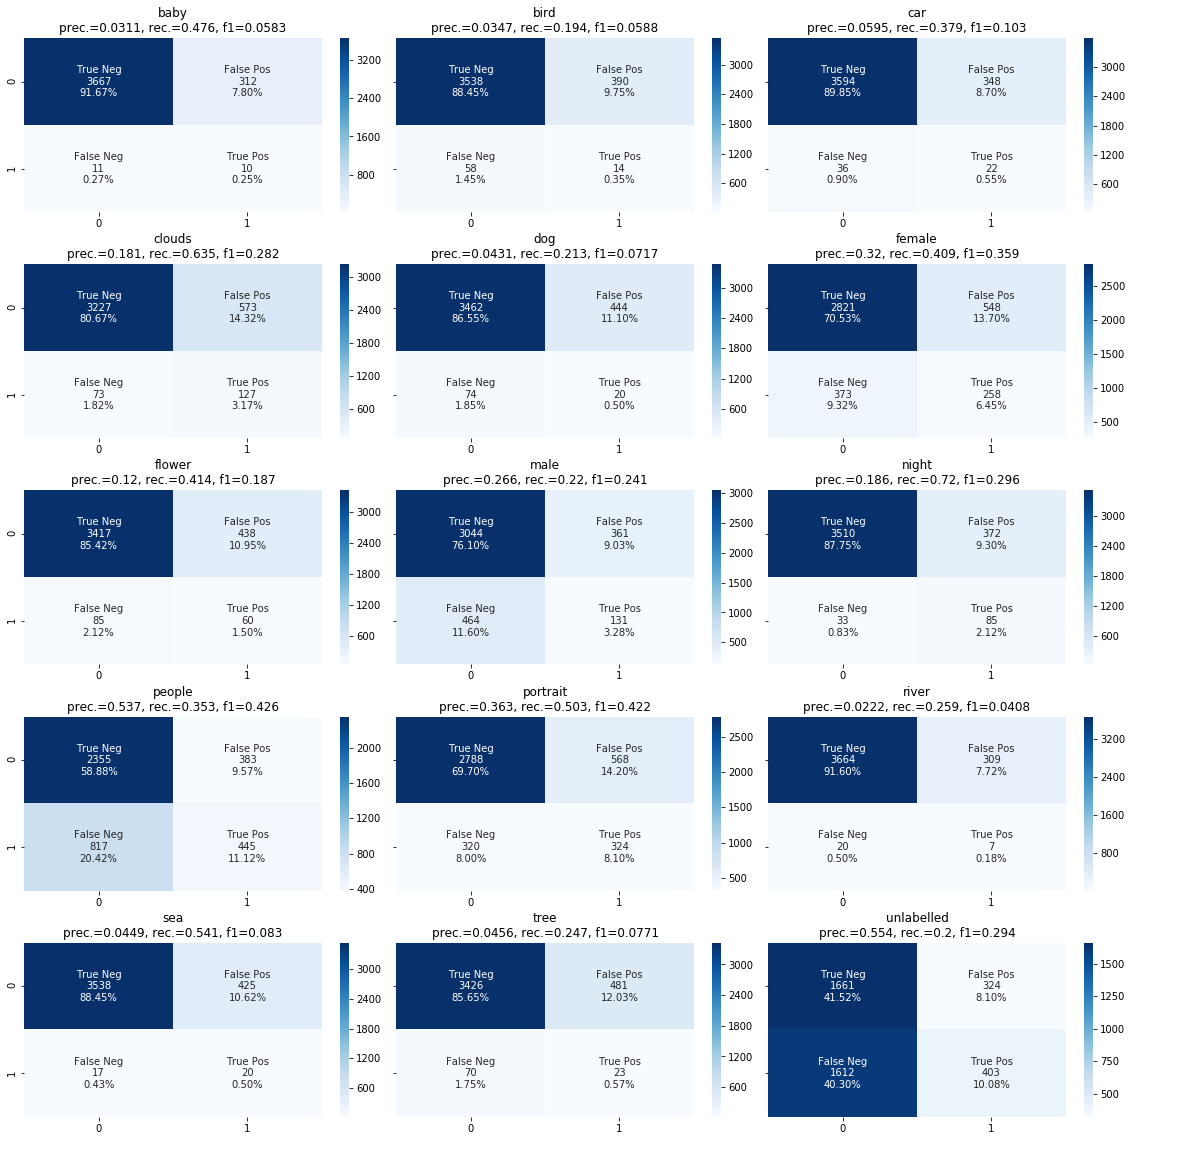 baby
prec.=0.0311, rec.=0.476, f1=0.0583
True Neg
3667
91.67%
False Pos
312
7.80%
False Neg
11
0.27%
True Pos
10
0.25%
0
1
0
1
3200
2400
1600
800
bird
prec.=0.0347, rec.=0.194, f1=0.0588
True Neg
3538
88.45%
False Pos
390
9.75%
False Neg
58
1.45%
True Pos
14
0.35%
0
1
3000
2400
1800
1200
600
car
prec.=0.0595, rec.=0.379, f1=0.103
True Neg
3594
89.85%
False Pos
348
8.70%
False Neg
36
0.90%
True Pos
22
0.55%
0
1
3000
2400
1800
1200
600
clouds
prec.=0.181, rec.=0.635, f1=0.282
True Neg
3227
80.67%
False Pos
573
14.32%
False Neg
73
1.82%
True Pos
127
3.17%
0
1
0
1
3000
2400
1800
1200
600
dog
prec.=0.0431, rec.=0.213, f1=0.0717
True Neg
3462
86.55%
False Pos
444
11.10%
False Neg
74
1.85%
True Pos
20
0.50%
0
1
3000
2400
1800
1200
600
female
prec.=0.32, rec.=0.409, f1=0.359
True Neg
2821
70.53%
False Pos
548
13.70%
False Neg
373
9.32%
True Pos
258
6.45%
0
1
2500
2000
1500
1000
500
flower
prec.=0.12, rec.=0.414, f1=0.187
True Neg
3417
85.42%
False Pos
438
10.95%
False Neg
85
2.12%
True Pos
60
1.50%
0
1
0
1
3000
2400
1800
1200
600
male
prec.=0.266, rec.=0.22, f1=0.241
True Neg
3044
76.10%
False Pos
361
9.03%
False Neg
464
11.60%
True Pos
131
3.28%
0
1
3000
2500
2000
1500
1000
500
night
prec.=0.186, rec.=0.72, f1=0.296
True Neg
3510
87.75%
False Pos
372
9.30%
False Neg
33
0.83%
True Pos
85
2.12%
0
1
3000
2400
1800
1200
600
people
prec.=0.537, rec.=0.353, f1=0.426
True Neg
2355
58.88%
False Pos
383
9.57%
False Neg
817
20.42%
True Pos
445
11.12%
0
1
0
1
2000
1600
1200
800
400
portrait
prec.=0.363, rec.=0.503, f1=0.422
True Neg
2788
69.70%
False Pos
568
14.20%
False Neg
320
8.00%
True Pos
324
8.10%
0
1
2500
2000
1500
1000
500
river
prec.=0.0222, rec.=0.259, f1=0.0408
True Neg
3664
91.60%
False Pos
309
7.72%
False Neg
20
0.50%
True Pos
7
0.18%
0
1
3200
2400
1600
800
sea
prec.=0.0449, rec.=0.541, f1=0.083
True Neg
3538
88.45%
False Pos
425
10.62%
False Neg
17
0.43%
True Pos
20
0.50%
0
1
0
1
3000
2400
1800
1200
600
tree
prec.=0.0456, rec.=0.247, f1=0.0771
True Neg
3426
85.65%
False Pos
481
12.03%
False Neg
70
1.75%
True Pos
23
0.57%
0
1
3000
2400
1800
1200
600
unlabelled
prec.=0.554, rec.=0.2, f1=0.294
True Neg
1661
41.52%
False Pos
324
8.10%
False Neg
1612
40.30%
True Pos
403
10.08%
0
1
1500
1250
1000
750
500